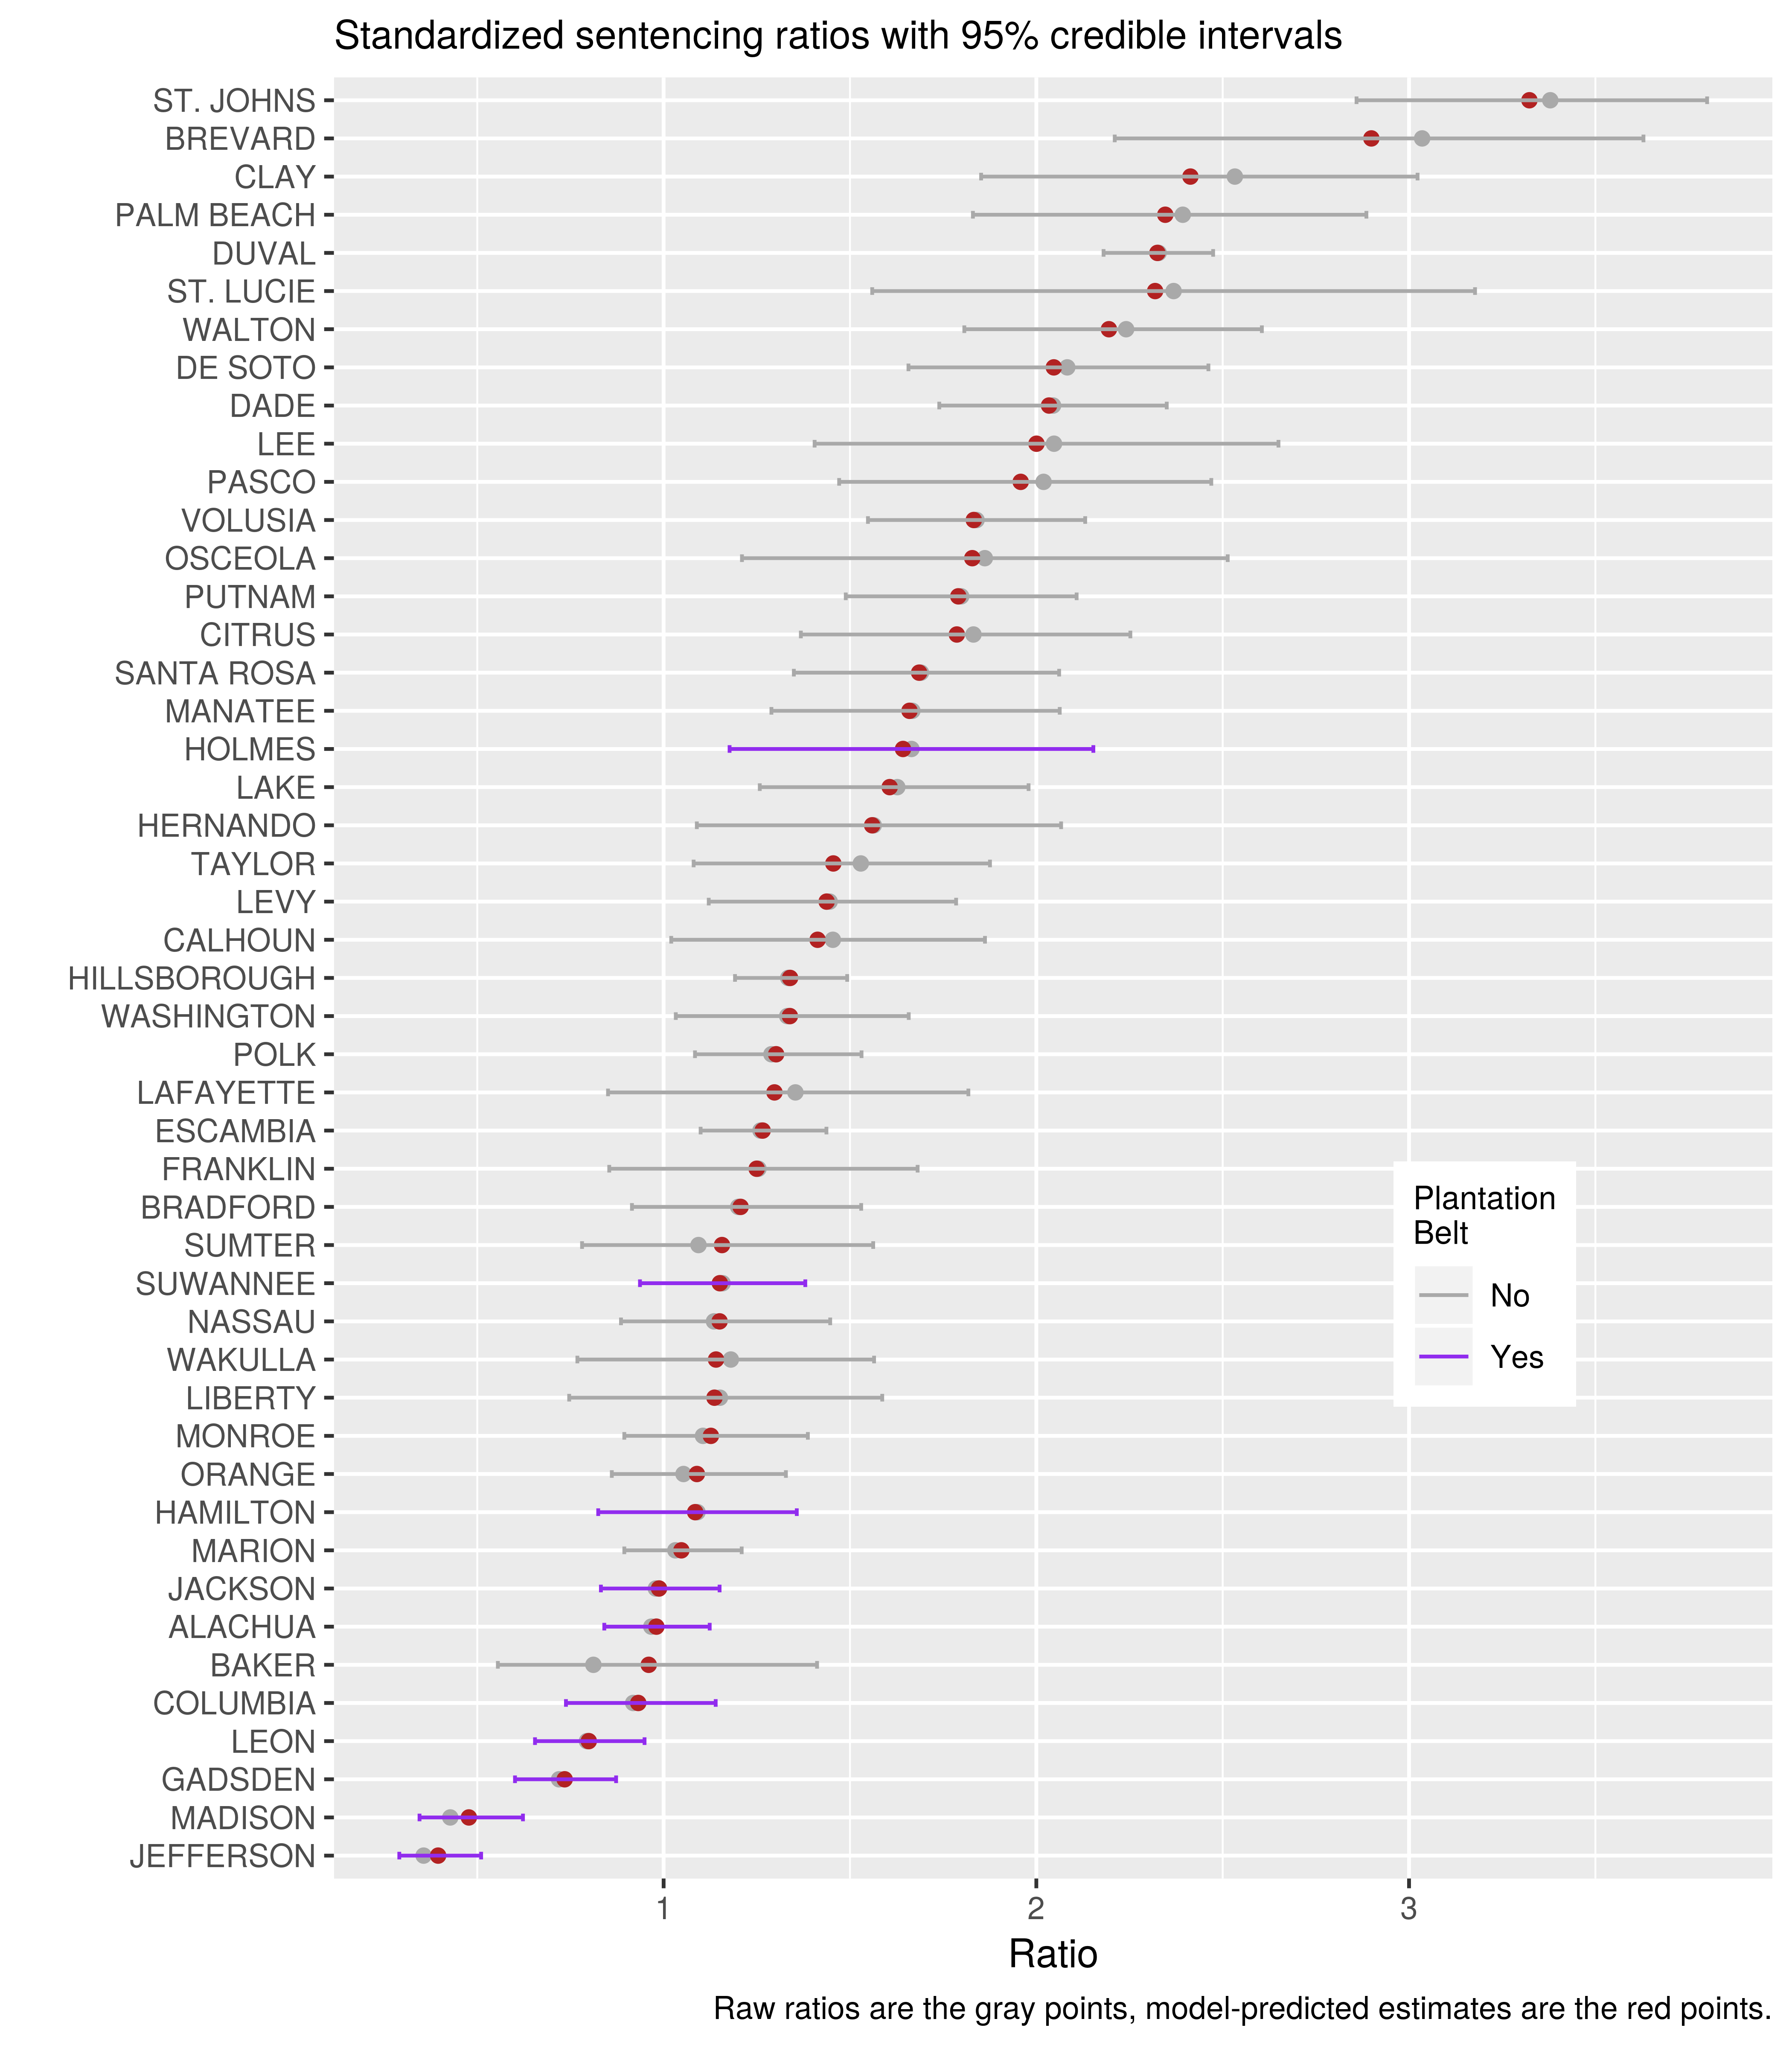 Standardized sentencing ratios with 95% credible intervals
ST. JOHNS
BREVARD
CLAY
PALM BEACH
DUVAL
ST. LUCIE
WALTON
DE SOTO
DADE
LEE
PASCO
VOLUSIA
OSCEOLA
PUTNAM
CITRUS
SANTA ROSA
MANATEE
HOLMES
LAKE
HERNANDO
TAYLOR
LEVY
CALHOUN
HILLSBOROUGH
WASHINGTON
POLK
LAFAYETTE
ESCAMBIA
FRANKLIN
BRADFORD
SUMTER
SUWANNEE
NASSAU
WAKULLA
LIBERTY
MONROE
ORANGE
HAMILTON
MARION
JACKSON
ALACHUA
BAKER
COLUMBIA
LEON
GADSDEN
MADISON
JEFFERSON
Plantation
Belt
No
Yes
1 2 3
Ratio
Raw ratios are the gray points, model-predicted estimates are the red points.